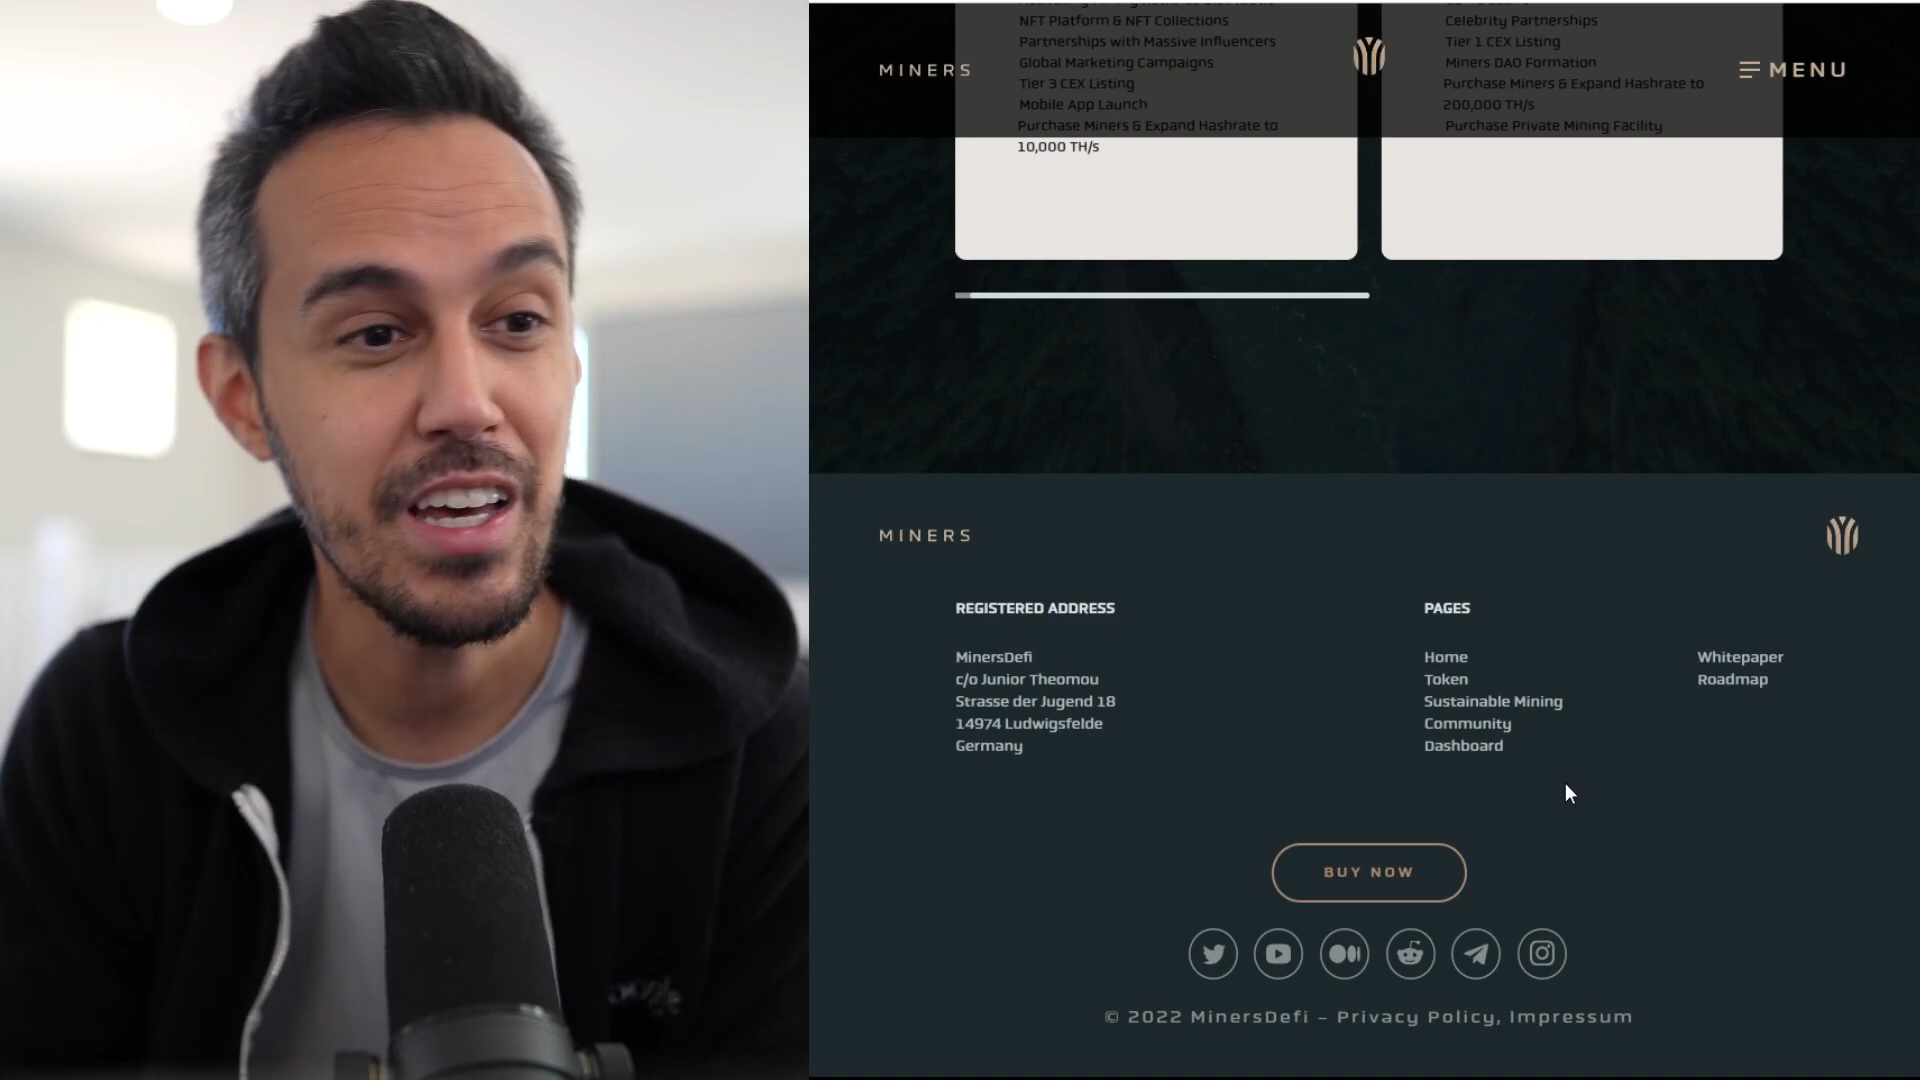 NFT Platform & NFT Collections
Partnerships with Massive Influencers
Global Marketing Campaigns
Tier 3 CEX Listing
Mobile App Launch
Purchase Miners & Expand Hashrate to
10,000 TH/s
Celebrity Partnerships
Tier 1 CEX Listing
Miners DAO Formation
Purchase Miners & Expand Hashrate to
200,000 TH/s
Purchase Private Mining Facility
MINERS
MENU
MINERS
REGISTERED ADDRESS
MinersDefi
c/o Junior Theomou
Strasse der Jugend 18
14974 Ludwigsfelde
Germany
PAGES
Home
Token
Sustainable Mining
Community
Dashboard
Whitepaper
Roadmap
BUY NOW
© 2022 MinersDefi – Privacy Policy, Impressum